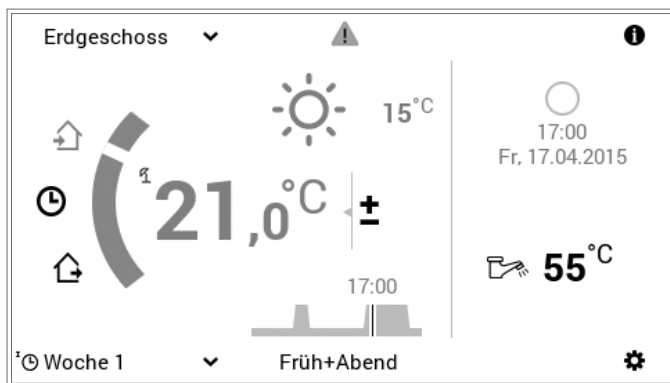 Erdgeschoss
15°C
17:00
Fr, 17.04.2015
21,0°C
±
55°C
17:00
Woche 1
Früh+Abend